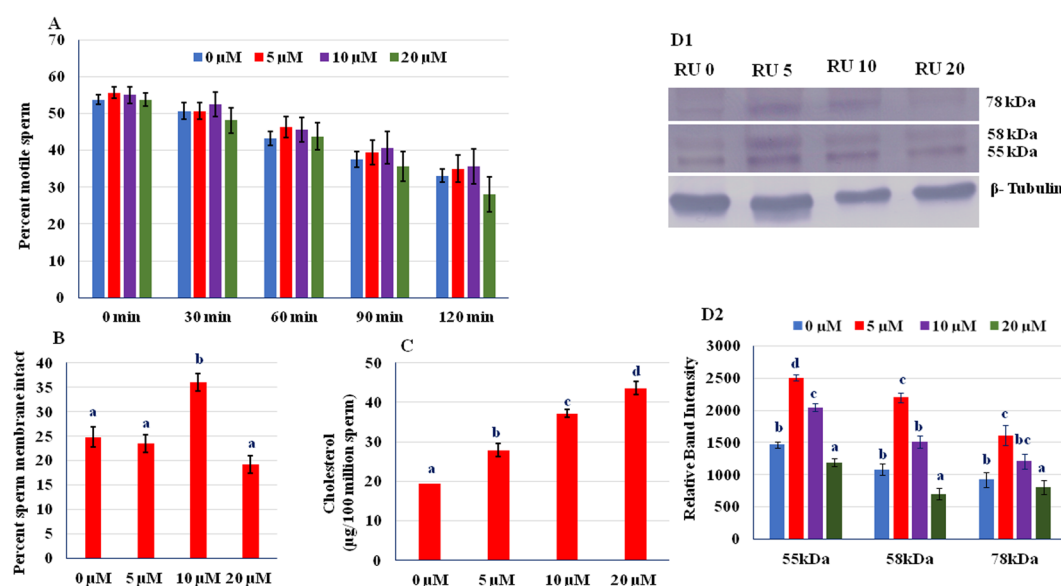 A
Percent motile sperm
70
60
50
40
30
20
10
0
0 µM 5 µM 10 µM 20 µM
0 min 30 min 60 min 90 min 120 min
D1
RU 0 RU 5 RU 10 RU 20
78 kDa
58 kDa
55 kDa
β- Tubulin
B
Percent sperm membrane intact
40
35
30
25
20
15
10
5
0
a a b a
0 µM 5 µM 10 µM 20 µM
C
Cholesterol
(µg/100 million sperm)
50
40
30
20
10
0
a b c d
0 µM 5 µM 10 µM 20 µM
D2
0 µM 5 µM 10 µM 20 µM
Relative Band Intensity
3000
2500
2000
1500
1000
500
0
b d c a b c b a b c bc a
55kDa 58kDa 78kDa